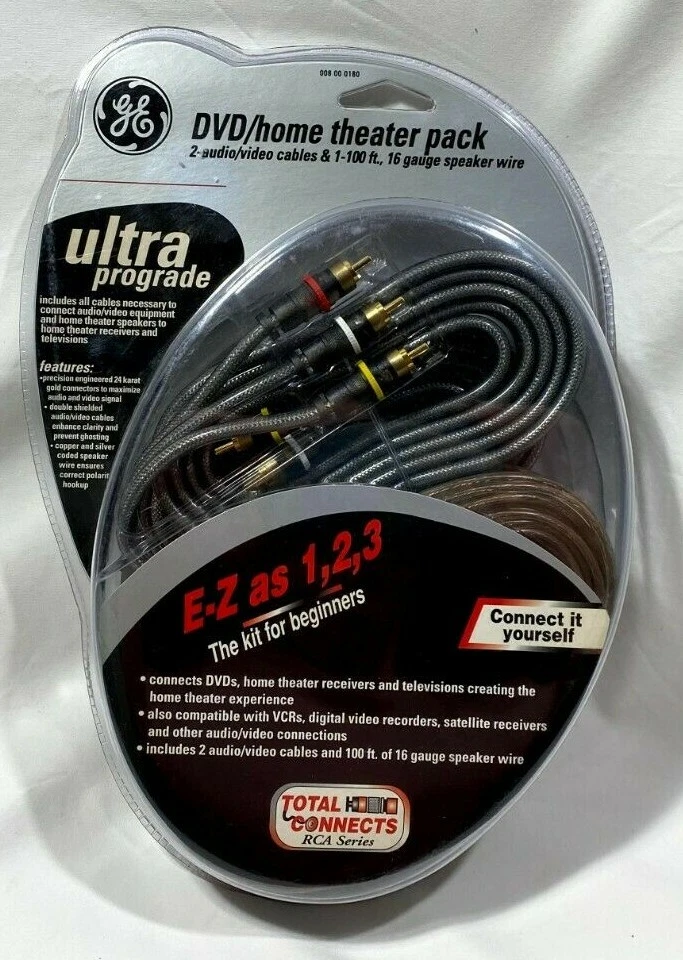 008 00 0180
GE
DVD/home theater pack
2-audio/video cables & 1-100 ft., 16 gauge speaker wire
ultra
prograde
includes all cables necessary to
connect audio/video equipment
and home theater speakers to
home theater receivers and
televisions
features:
•precision engineered 24 karat
gold connectors to maximize
audio and video signal
• double shielded
audio/video cables
enhance clarity and
prevent ghosting
• copper and silver
coded speaker
wire ensures
correct polarit
hookup
E-Z as 1,2,3
The kit for beginners
Connect it
yourself
• connects DVDs, home theater receivers and televisions creating the
home theater experience
• also compatible with VCRs, digital video recorders, satellite receivers
and other audio/video connections
• includes 2 audio/video cables and 100 ft. of 16 gauge speaker wire
TOTAL
CONNECTS
RCA Series